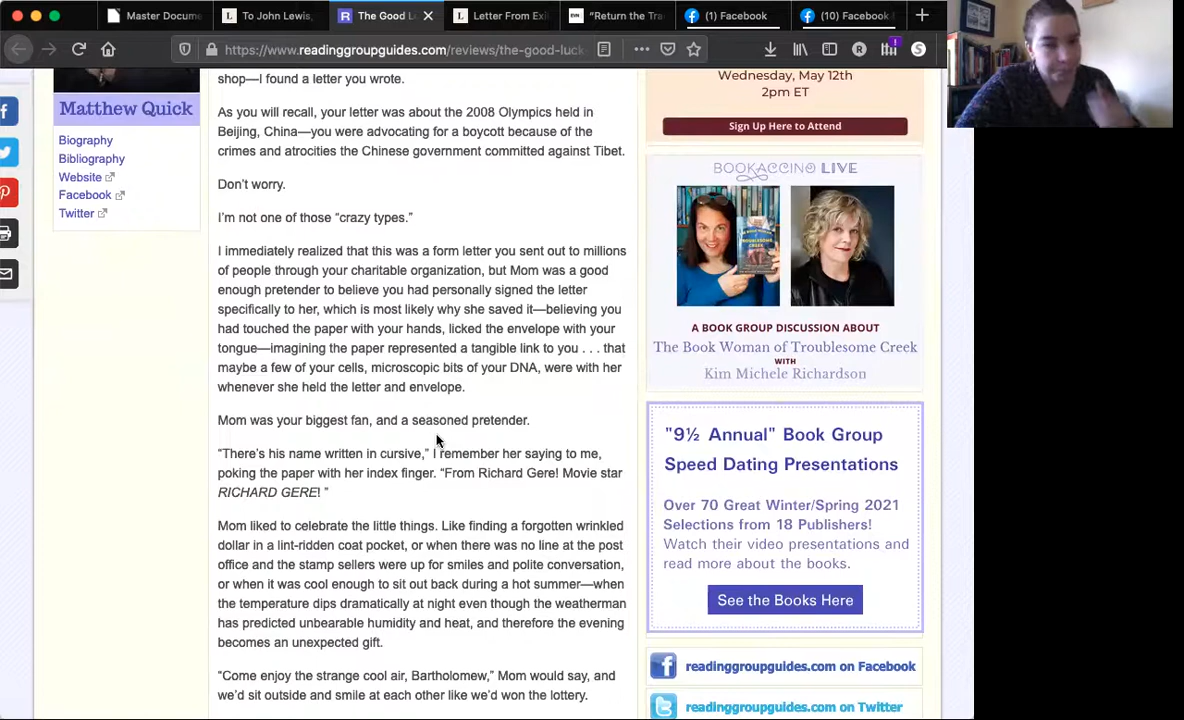 Master Docume
To John Lewis,
The Good L
Letter From Exi
"Return the Tra
(1) Facebook
(10) Facebook
https://www.readinggroupguides.com/reviews/the-good-luck-
Matthew Quick
Biography
Bibliography
Website
Facebook
Twitter
shop—I found a letter you wrote.
As you will recall, your letter was about the 2008 Olympics held in
Beijing, China—you were advocating for a boycott because of the
crimes and atrocities the Chinese government committed against Tibet.
Don't worry.
I'm not one of those "crazy types."
I immediately realized that this was a form letter you sent out to millions
of people through your charitable organization, but Mom was a good
enough pretender to believe you had personally signed the letter
specifically to her, which is most likely why she saved it—believing you
had touched the paper with your hands, licked the envelope with your
tongue—imagining the paper represented a tangible link to you . . . that
maybe a few of your cells, microscopic bits of your DNA, were with her
whenever she held the letter and envelope.
Mom was your biggest fan, and a seasoned pretender.
"There's his name written in cursive," I remember her saying to me,
poking the paper with her index finger. "From Richard Gere! Movie star
RICHARD GERE! "
Mom liked to celebrate the little things. Like finding a forgotten wrinkled
dollar in a lint-ridden coat pocket, or when there was no line at the post
office and the stamp sellers were up for smiles and polite conversation,
or when it was cool enough to sit out back during a hot summer—when
the temperature dips dramatically at night even though the weatherman
has predicted unbearable humidity and heat, and therefore the evening
becomes an unexpected gift.
"Come enjoy the strange cool air, Bartholomew," Mom would say, and
we'd sit outside and smile at each other like we'd won the lottery.
Wednesday, May 12th
2pm ET
Sign Up Here to Attend
BOOKACCINO LIVE
A BOOK GROUP DISCUSSION ABOUT
The Book Woman of Troublesome Creek
WITH
Kim Michele Richardson
"9½ Annual" Book Group
Speed Dating Presentations
Over 70 Great Winter/Spring 2021
Selections from 18 Publishers!
Watch their video presentations and
read more about the books.
See the Books Here
readinggroupguides.com on Facebook
readinggroupguides.com on Twitter